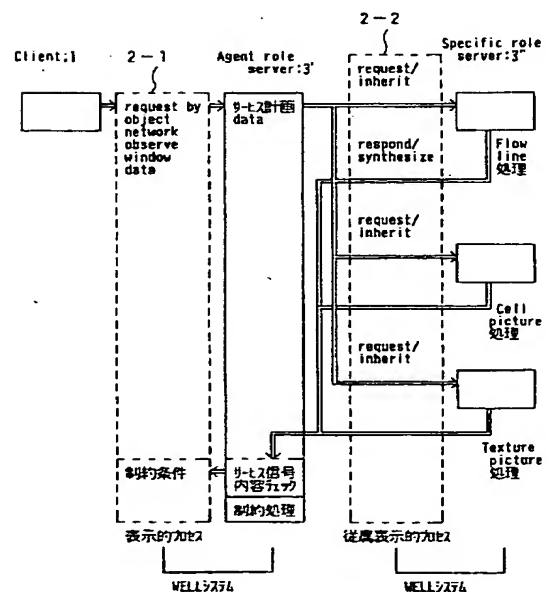 2-2
Client:1
2-1
Agent role
server:3'
Specific role
server:3"
request by
object
network
observe
window
data
サービス計画
data
request/
inherit
respond/
synthesize
Flow
line
処理
request/
inherit
Cell
picture
処理
request/
inherit
Texture
picture
処理
制約条件
サービス信号
内容チェック
制約処理
表示的プロセス
従属表示的プロセス
WELLシステム
WELLシステム